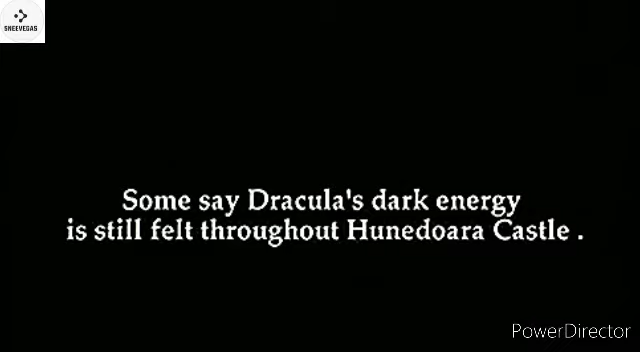 SNEEVEGAS
Some say Dracula's dark energy
is still felt throughout Hunedoara Castle .
PowerDirector